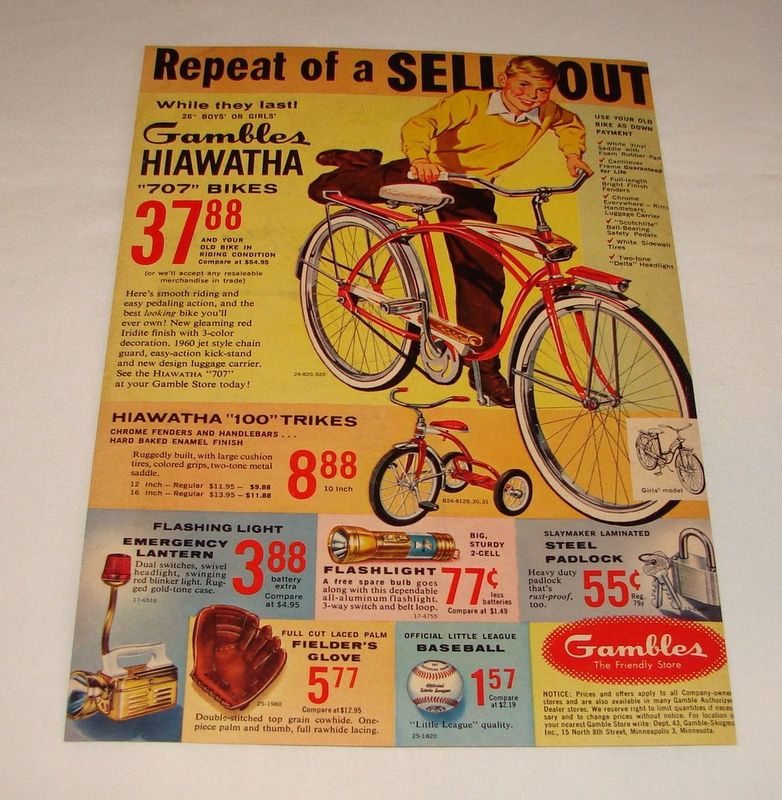 Repeat of a SELL OUT
While they last!
26" BOYS' OR GIRLS'
Gambles
HIAWATHA
"707" BIKES
37 88
AND YOUR
OLD BIKE IN
RIDING CONDITION
Compare at $54.95
(or we'll accept any resaleable
merchandise in trade)
Here's smooth riding and
easy pedaling action, and the
best looking bike you'll
ever own! New gleaming red
Iridite finish with 3-color
decoration. 1960 jet style chain
guard, easy-action kick-stand
and new design luggage carrier.
See the HIAWATHA "707"
at your Gamble Store today!
24-820,920
USE YOUR OLD
BIKE AS DOWN
PAYMENT
✓ White Vinyl
Saddle with
Foam Rubber Pad
✓ Cantilever
Frame Guaranteed
for Life
✓ Full-length
Bright Finish
Fenders
✓ Chrome
Everywhere - Rims
Handlebars,
Luggage Carrier
✓ "Scotchlite"
Ball-Bearing
Safety Pedals
✓ White Sidewall
Tires
✓ Two-tone
"Delta" Headlight
Girls' model
HIAWATHA "100" TRIKES
CHROME FENDERS AND HANDLEBARS . . .
HARD BAKED ENAMEL FINISH
Ruggedly built, with large cushion
tires, colored grips, two-tone metal
saddle.
12 Inch - Regular $11.95 - $9.88
16 Inch - Regular $13.95 - $11.88
8 88
10 Inch
B24-8129,30,31
FLASHING LIGHT
EMERGENCY
LANTERN
Dual switches, swivel
headlight, swinging
red blinker light. Rug-
ged gold-tone case.
17-6516
3 88
battery
extra
Compare
at $4.95
BIG,
STURDY
2-CELL
FLASHLIGHT
A free spare bulb goes
along with this dependable
all-aluminum flashlight.
3-way switch and belt loop.
17-4755
77¢
less
batteries
Compare at $1.49
SLAYMAKER LAMINATED
STEEL
PADLOCK
Heavy duty
padlock
that's
rust-proof,
too.
55¢
Reg.
79¢
FULL CUT LACED PALM
FIELDER'S
GLOVE
5 77
Compare at $12.95
25-1980
Double-stitched top grain cowhide. One-
piece palm and thumb, full rawhide lacing.
OFFICIAL LITTLE LEAGUE
BASEBALL
Official
Little League
1 57
Compare
at $2.19
"Little League" quality.
25-1820
Gambles
The Friendly Store
NOTICE: Prices and offers apply to all Company-owne
stores and are also available in many Gamble Authorize
Dealer stores. We reserve right to limit quantities if neces
sary and to change prices without notice. For location o
your nearest Gamble Store write: Dept. 43, Gamble-Skogmo
Inc., 15 North 8th Street, Minneapolis 3, Minnesota.